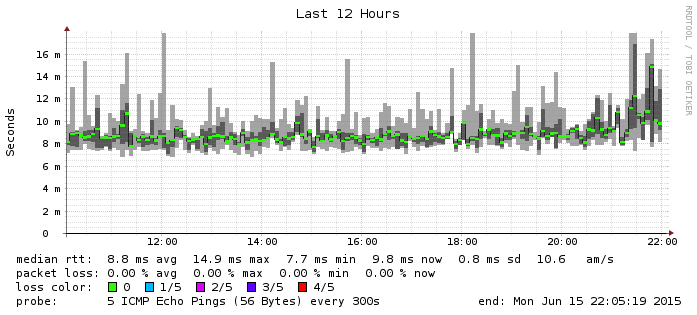 Last 12 Hours
RRDTOOL / TOBI OETIKER
Seconds
16 m
14 m
12 m
10 m
8 m
6 m
4 m
2 m
0
12:00 14:00 16:00 18:00 20:00 22:00
median rtt: 8.8 ms avg 14.9 ms max 7.7 ms min 9.8 ms now 0.8 ms sd 10.6 am/s
packet loss: 0.00 % avg 0.00 % max 0.00 % min 0.00 % now
loss color: 0 1/5 2/5 3/5 4/5
probe: 5 ICMP Echo Pings (56 Bytes) every 300s end: Mon Jun 15 22:05:19 2015